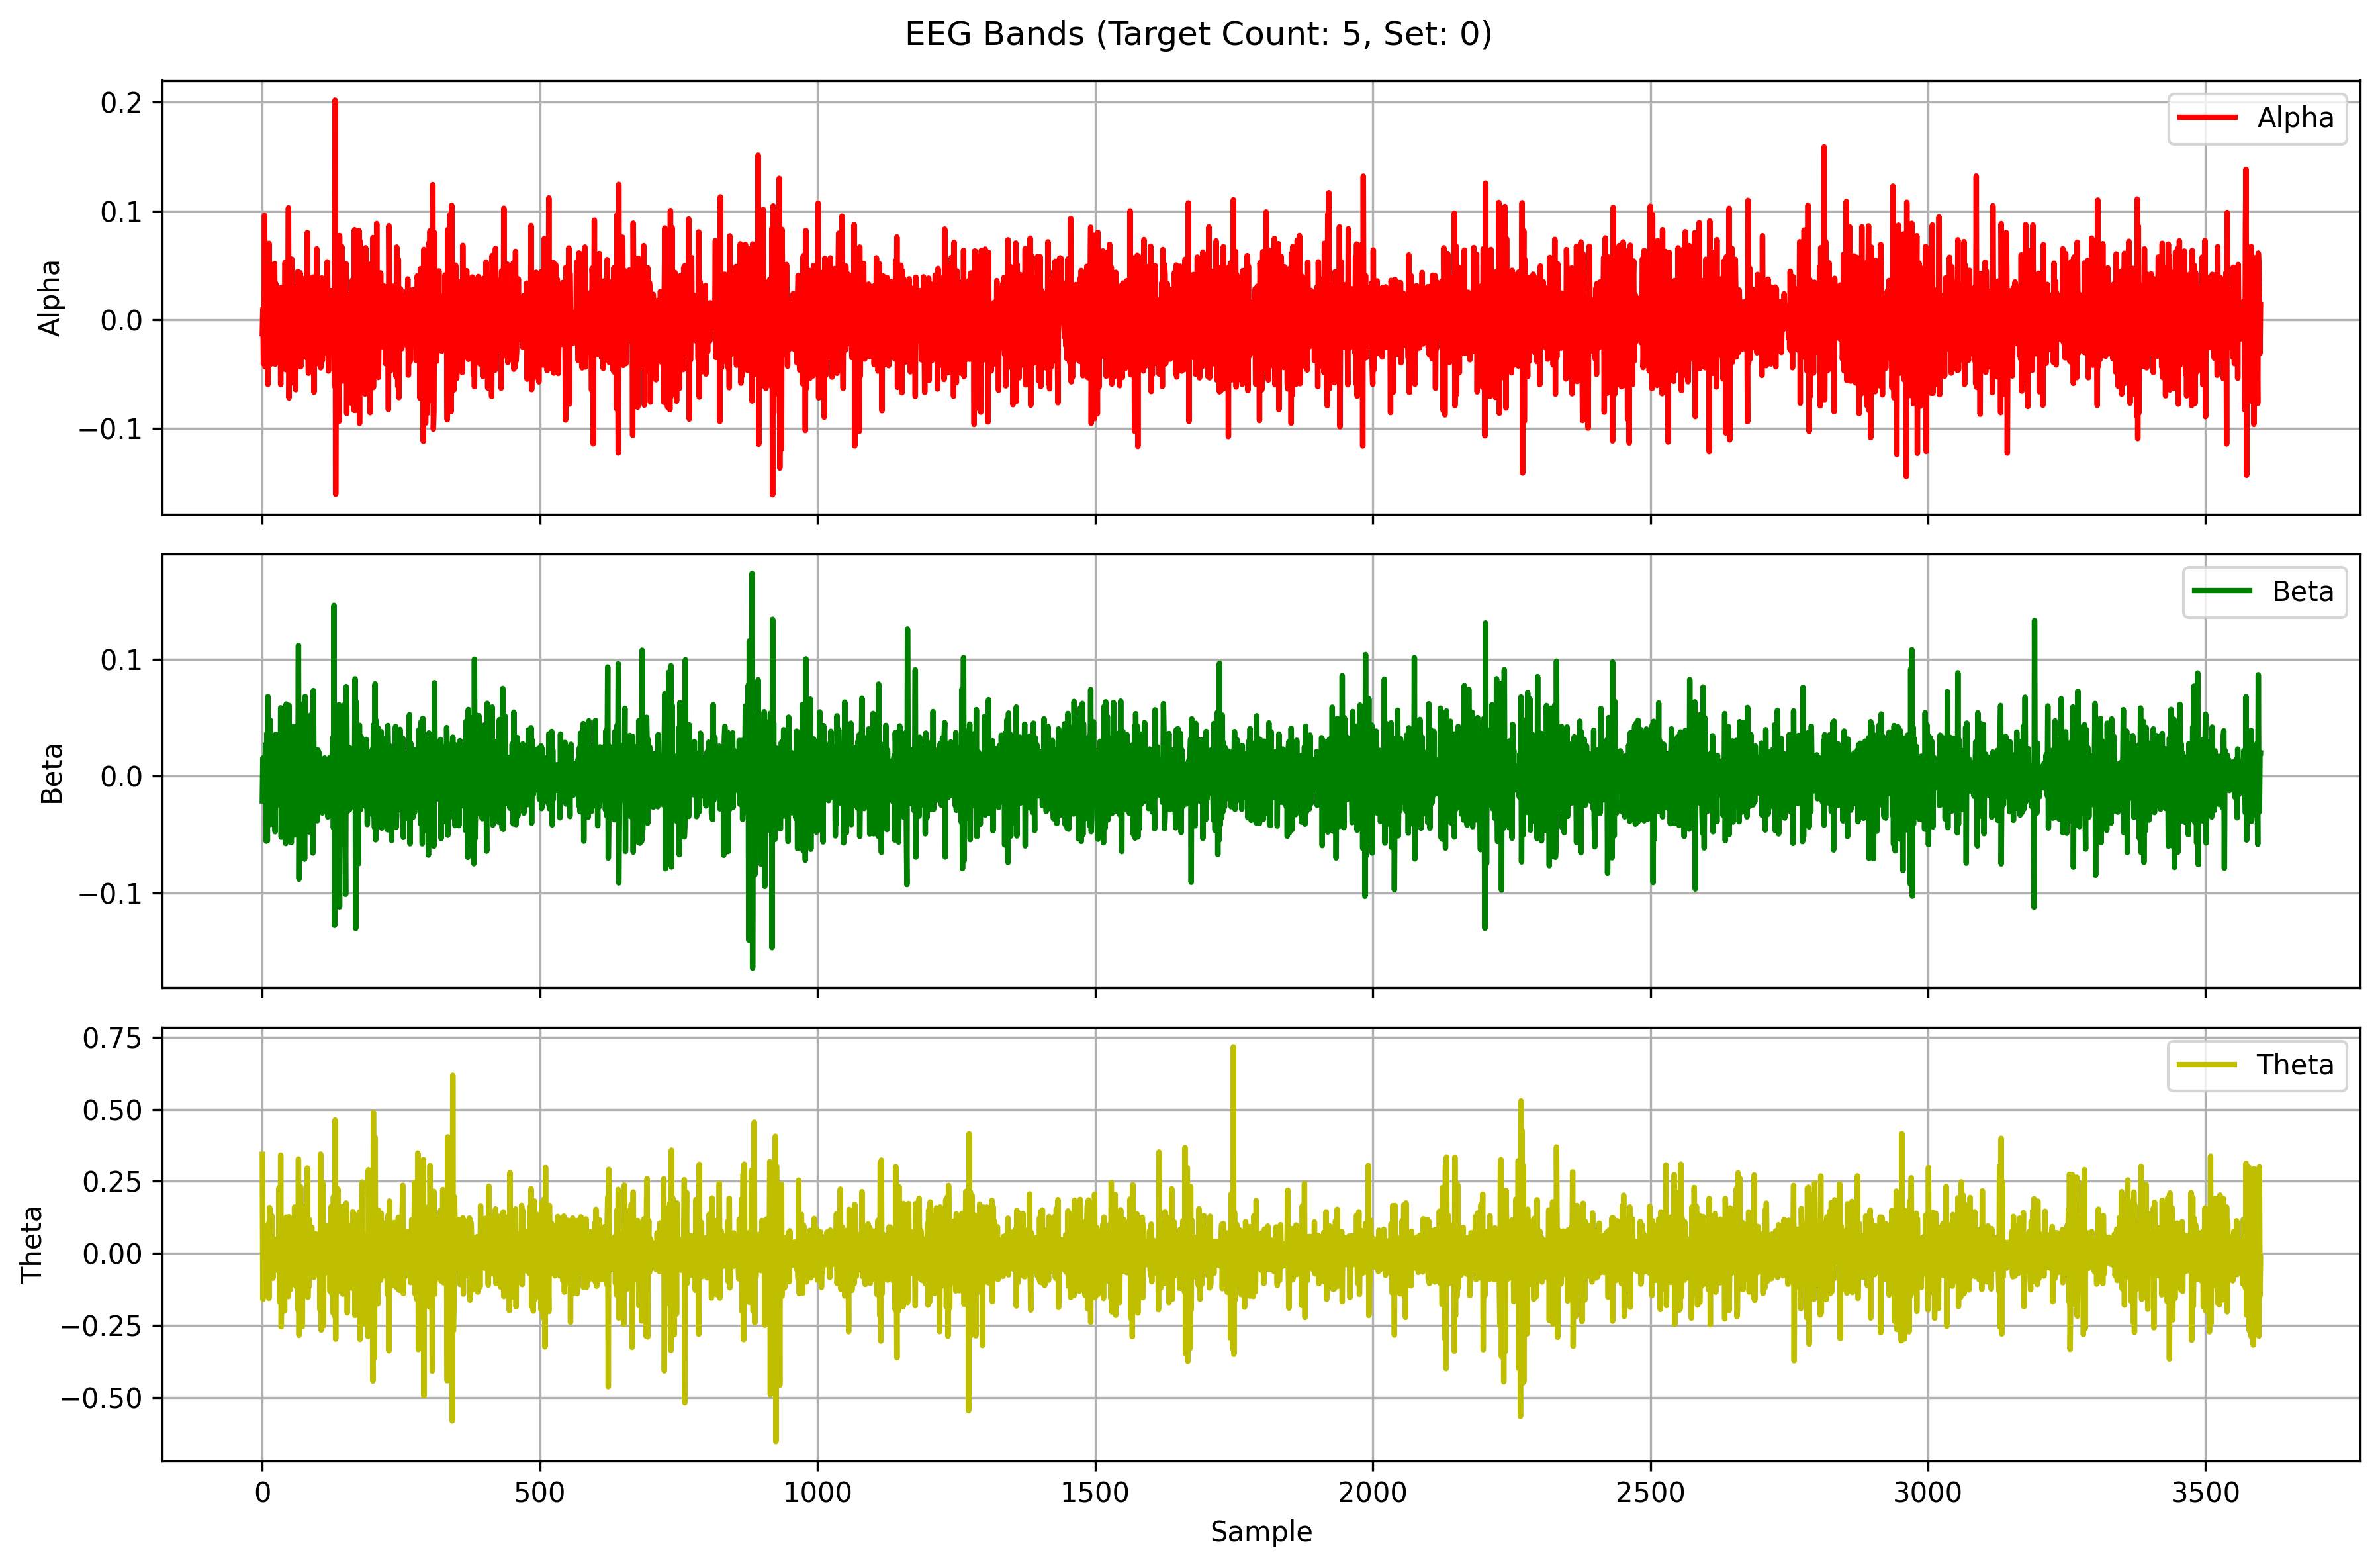 EEG Bands (Target Count: 5, Set: 0)
0.2
0.1
0.0
−0.1
Alpha
Alpha
0.1
0.0
−0.1
Beta
Beta
0.75
0.50
0.25
0.00
−0.25
−0.50
Theta
Theta
0 500 1000 1500 2000 2500 3000 3500
Sample